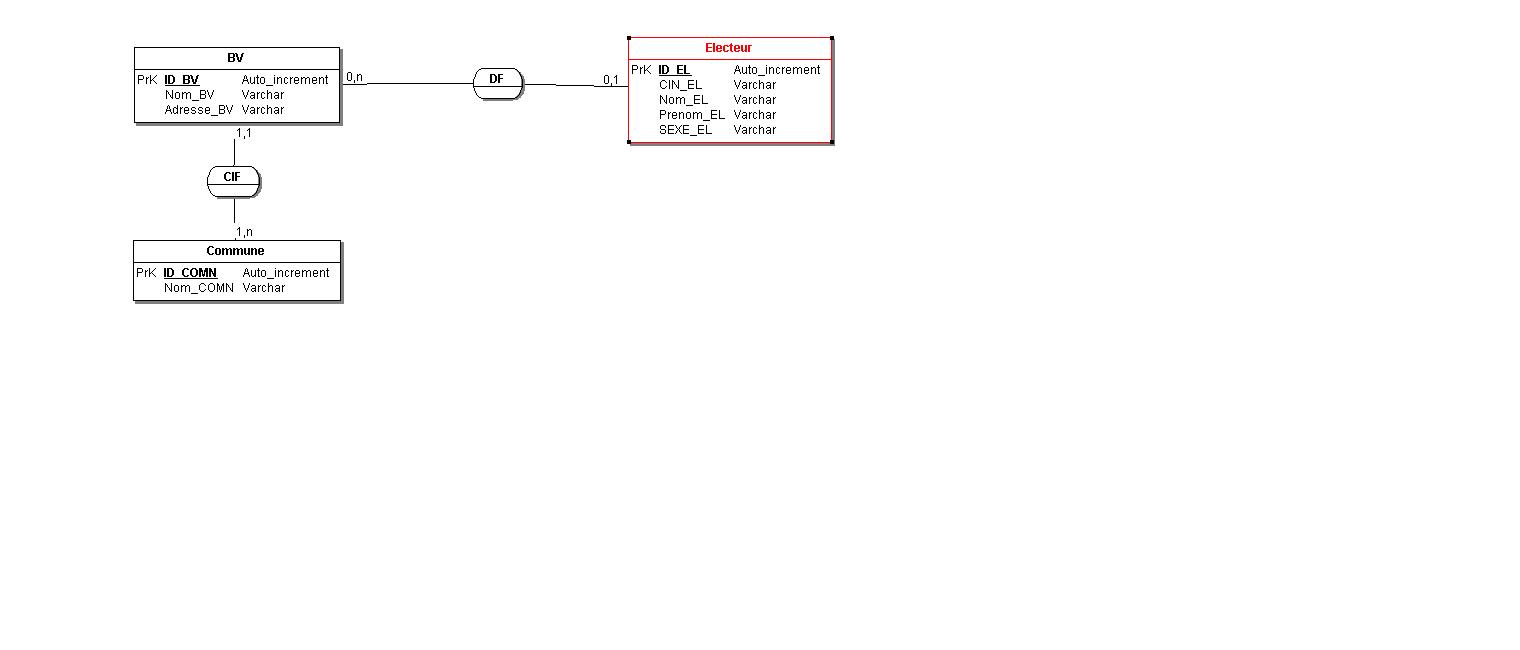 BV
PrK ID_BV Auto_increment
Nom_BV Varchar
Adresse_BV Varchar
0,n
DF
0,1
Electeur
PrK ID_EL Auto_increment
CIN_EL Varchar
Nom_EL Varchar
Prenom_EL Varchar
SEXE_EL Varchar
1,1
CIF
1,n
Commune
PrK ID_COMN Auto_increment
Nom_COMN Varchar